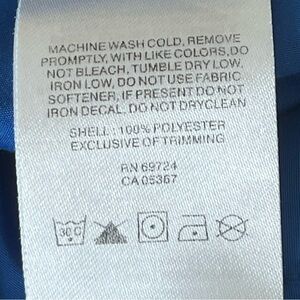 MACHINE WASH COLD, REMOVE
PROMPTLY, WITH LIKE COLORS, DO
NOT BLEACH, TUMBLE DRY LOW,
IRON LOW, DO NOT USE FABRIC
SOFTENER, IF PRESENT DO NOT
IRON DECAL, DO NOT DRYCLEAN
SHELL : 100% POLYESTER
EXCLUSIVE OF TRIMMING
RN 69724
CA 05367
30C